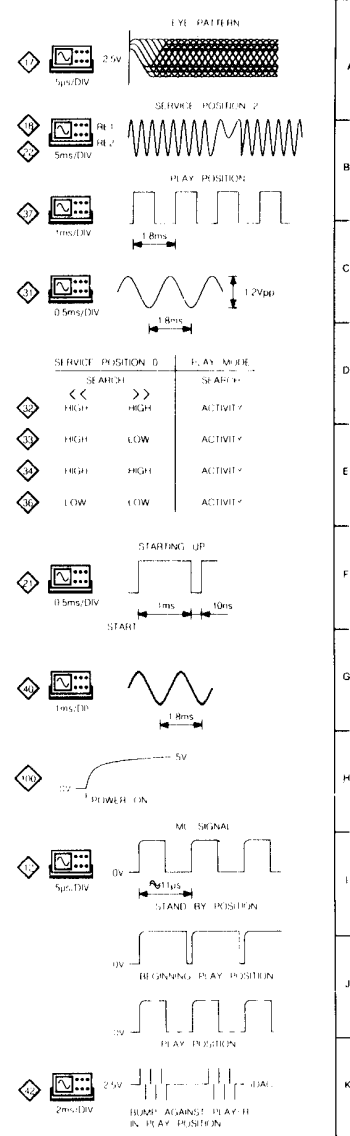 EYE PATTERN
A
17
2.5V
5µs/DIV
SERVICE POSITION 2
18
RE1
22
RE2
5ms/DIV
B
PLAY POSITION
37
1ms/DIV
1.8ms
C
31
1.2Vpp
0.5ms/DIV
1.8ms
D
SERVICE POSITION 0 PLAY MODE
SEARCH SEARCH
<< >>
32 HIGH HIGH ACTIVITY
33 HIGH LOW ACTIVITY
34 HIGH HIGH ACTIVITY
E
36 LOW LOW ACTIVITY
STARTING UP
F
21
0.5ms/DIV
1ms 10ns
START
G
40
1ms/DIV
1.8ms
H
100
5V
0V
POWER ON
MC SIGNAL
I
0V
5µs/DIV
11µs
STAND BY POSITION
0V
J
BEGINNING PLAY POSITION
0V
PLAY POSITION
K
42
2.5V
iDAC
2ms/DIV
BUMP AGAINST PLAYER
IN PLAY POSITION